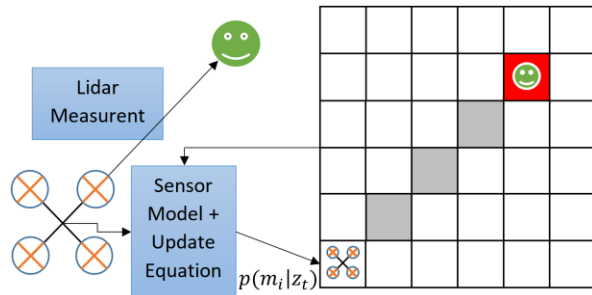 Lidar
Measurent
Sensor
Model +
Update
Equation
p(m_i|z_t)